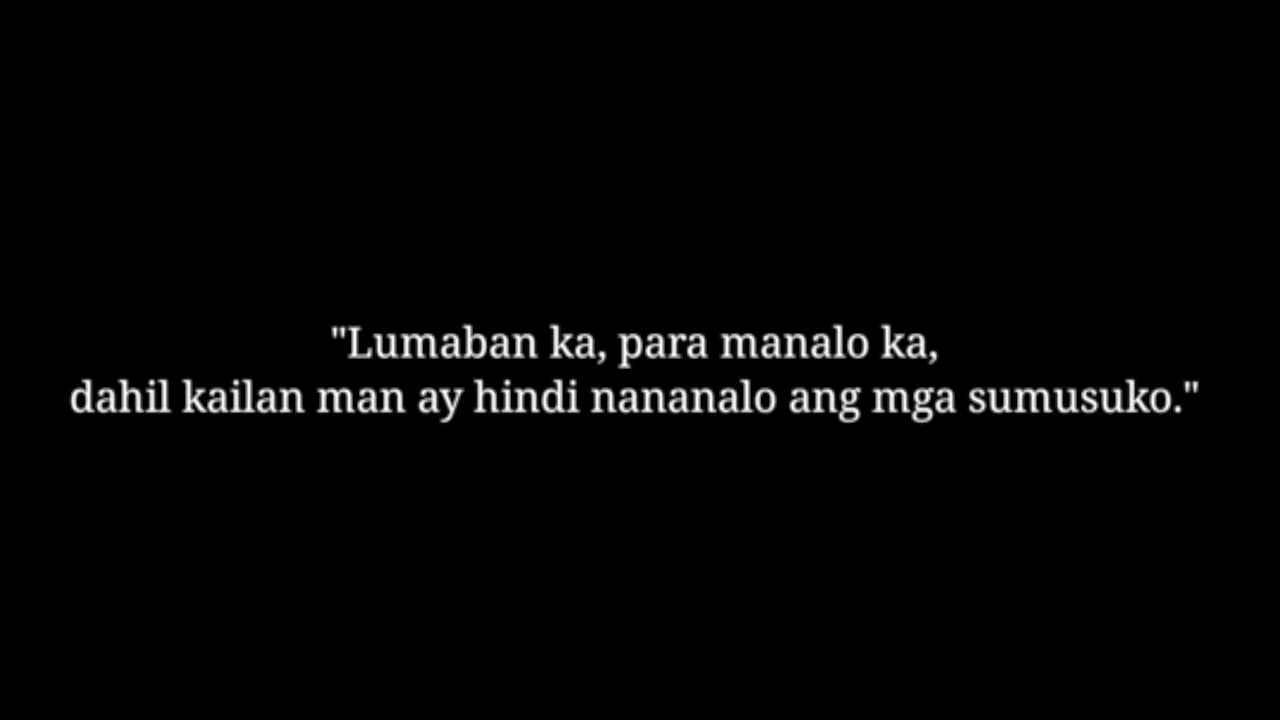 "Lumaban ka, para manalo ka,
dahil kailan man ay hindi nananalo ang mga sumusuko."